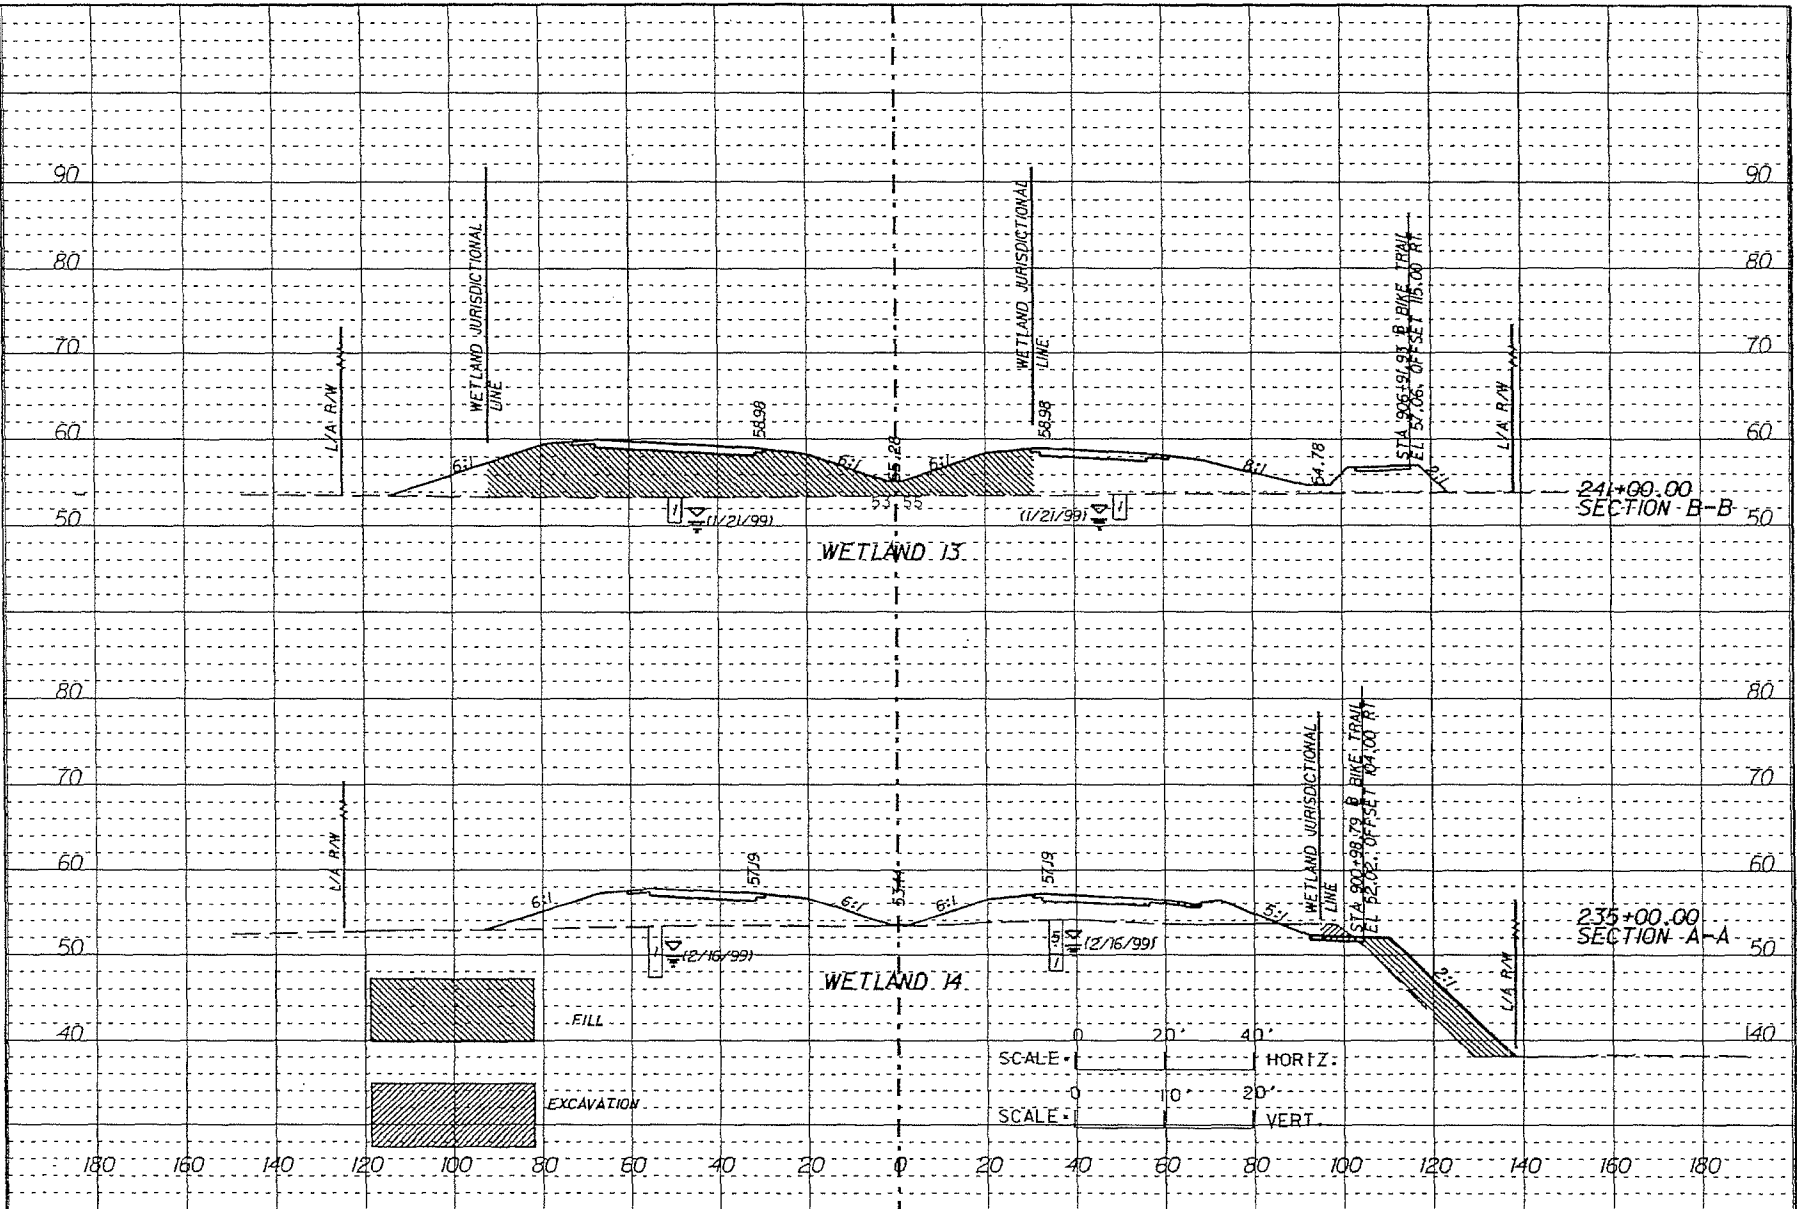 90
90
WETLAND JURISDICTIONAL
LINE
WETLAND JURISDICTIONAL
LINE
80
80
STA 906+91.93 B BIKE TRAIL
EL 57.06, OFFSET 115.00 RT.
70
70
L/A R/W
L/A R/W
60
60
58.98
58.98
6:1
6:1
55.28
6:1
8:1
54.78
2:1
53.55
241+00.00
SECTION B-B
50
50
1
(1/21/99)
(1/21/99)
1
WETLAND 13
80
80
WETLAND JURISDICTIONAL
LINE
STA 900+98.79 B BIKE TRAIL
EL 52.02, OFFSET 104.00 RT
70
70
L/A R/W
L/A R/W
60
60
57.19
57.19
6:1
6:1
53.44
6:1
5:1
2:1
235+00.00
SECTION A-A
50
50
1
(2/16/99)
5
1
(2/16/99)
WETLAND 14
FILL
40
40
0 20' 40'
SCALE HORIZ.
0 10' 20'
SCALE VERT.
EXCAVATION
180 160 140 120 100 80 60 40 20 0 20 40 60 80 100 120 140 160 180